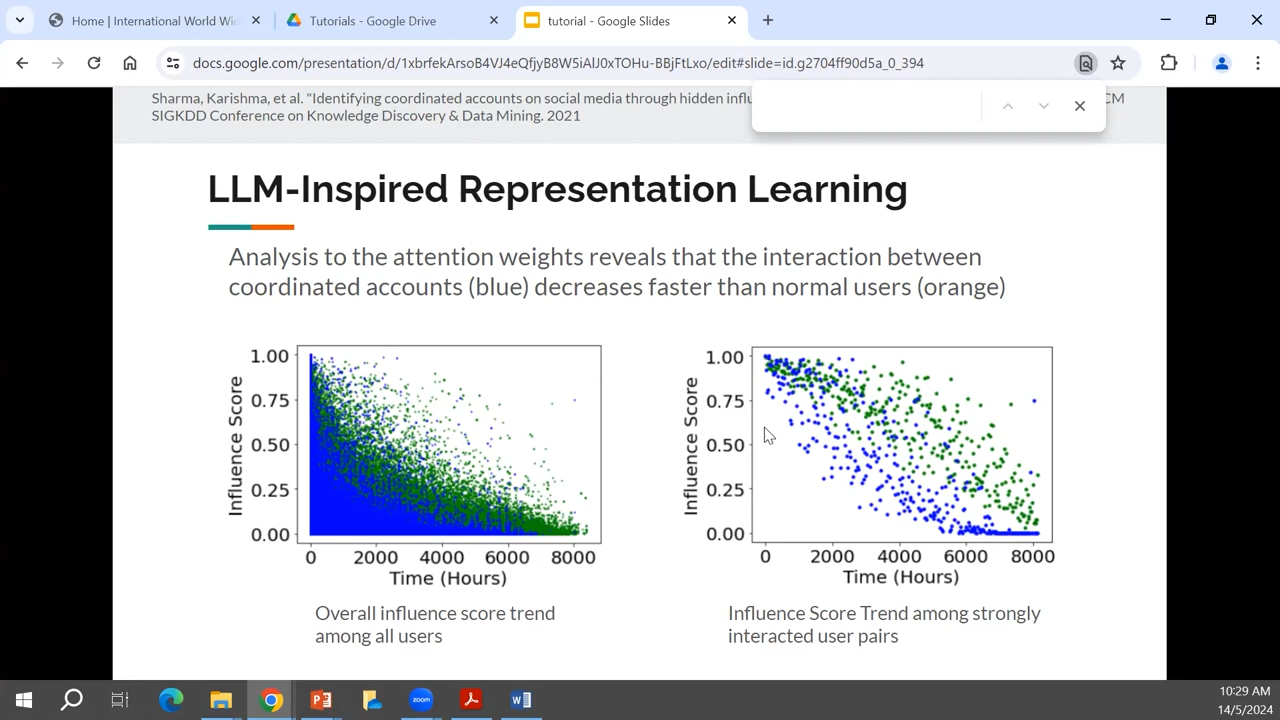 Home | International World Wi
Tutorials - Google Drive
tutorial - Google Slides
docs.google.com/presentation/d/1xbrfekArsoB4VJ4eQfjyB8W5iAlJ0xTOHu-BBjFtLxo/edit#slide=id.g2704ff90d5a_0_394
Sharma, Karishma, et al. "Identifying coordinated accounts on social media through hidden influ CM
SIGKDD Conference on Knowledge Discovery & Data Mining. 2021
LLM-Inspired Representation Learning
Analysis to the attention weights reveals that the interaction between
coordinated accounts (blue) decreases faster than normal users (orange)
Influence Score
1.00
0.75
0.50
0.25
0.00
0 2000 4000 6000 8000
Time (Hours)
Overall influence score trend
among all users
Influence Score
1.00
0.75
0.50
0.25
0.00
0 2000 4000 6000 8000
Time (Hours)
Influence Score Trend among strongly
interacted user pairs
zoom
10:29 AM
14/5/2024